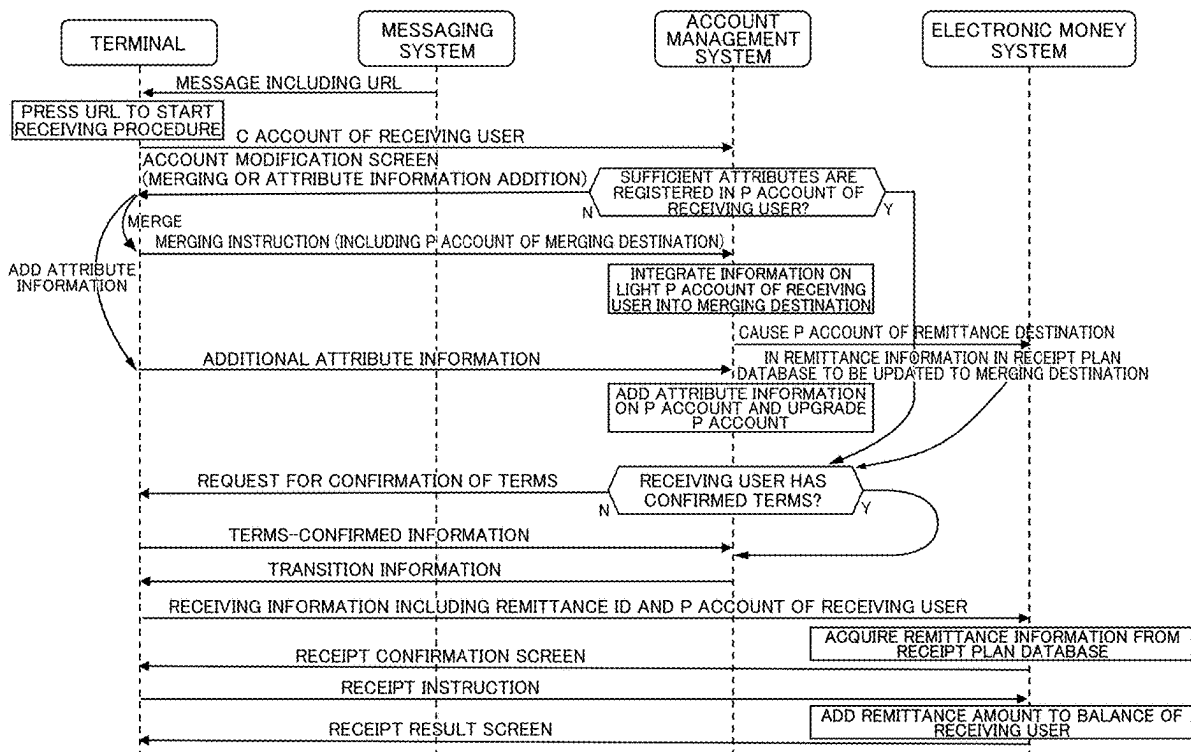 TERMINAL
MESSAGING
SYSTEM
ACCOUNT
MANAGEMENT
SYSTEM
ELECTRONIC MONEY
SYSTEM
MESSAGE INCLUDING URL
PRESS URL TO START
RECEIVING PROCEDURE
C ACCOUNT OF RECEIVING USER
ACCOUNT MODIFICATION SCREEN
(MERGING OR ATTRIBUTE INFORMATION ADDITION)
SUFFICIENT ATTRIBUTES ARE
REGISTERED IN P ACCOUNT OF
RECEIVING USER?
N
Y
MERGE
MERGING INSTRUCTION (INCLUDING P ACCOUNT OF MERGING DESTINATION)
ADD ATTRIBUTE
INFORMATION
INTEGRATE INFORMATION ON
LIGHT P ACCOUNT OF RECEIVING
USER INTO MERGING DESTINATION
CAUSE P ACCOUNT OF REMITTANCE DESTINATION
IN REMITTANCE INFORMATION IN RECEIPT PLAN
DATABASE TO BE UPDATED TO MERGING DESTINATION
ADDITIONAL ATTRIBUTE INFORMATION
ADD ATTRIBUTE INFORMATION
ON P ACCOUNT AND UPGRADE
P ACCOUNT
REQUEST FOR CONFIRMATION OF TERMS
RECEIVING USER HAS
CONFIRMED TERMS?
N
Y
TERMS--CONFIRMED INFORMATION
TRANSITION INFORMATION
RECEIVING INFORMATION INCLUDING REMITTANCE ID AND P ACCOUNT OF RECEIVING USER
ACQUIRE REMITTANCE INFORMATION FROM
RECEIPT PLAN DATABASE
RECEIPT CONFIRMATION SCREEN
RECEIPT INSTRUCTION
ADD REMITTANCE AMOUNT TO BALANCE OF
RECEIVING USER
RECEIPT RESULT SCREEN